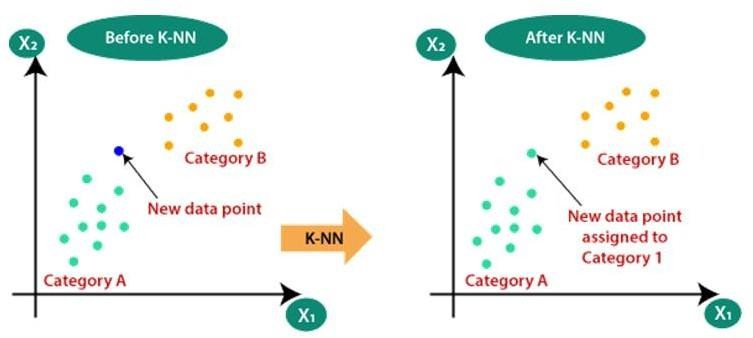 Before K-NN
X₂
Category B
New data point
Category A
X₁
K-NN
After K-NN
X₂
Category B
New data point
assigned to
Category 1
Category A
X₁